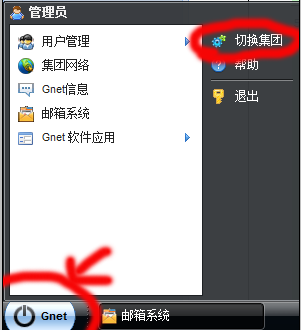 管理员
用户管理
集团网络
Gnet信息
邮箱系统
Gnet 软件应用
切换集团
帮助
退出
Gnet
邮箱系统